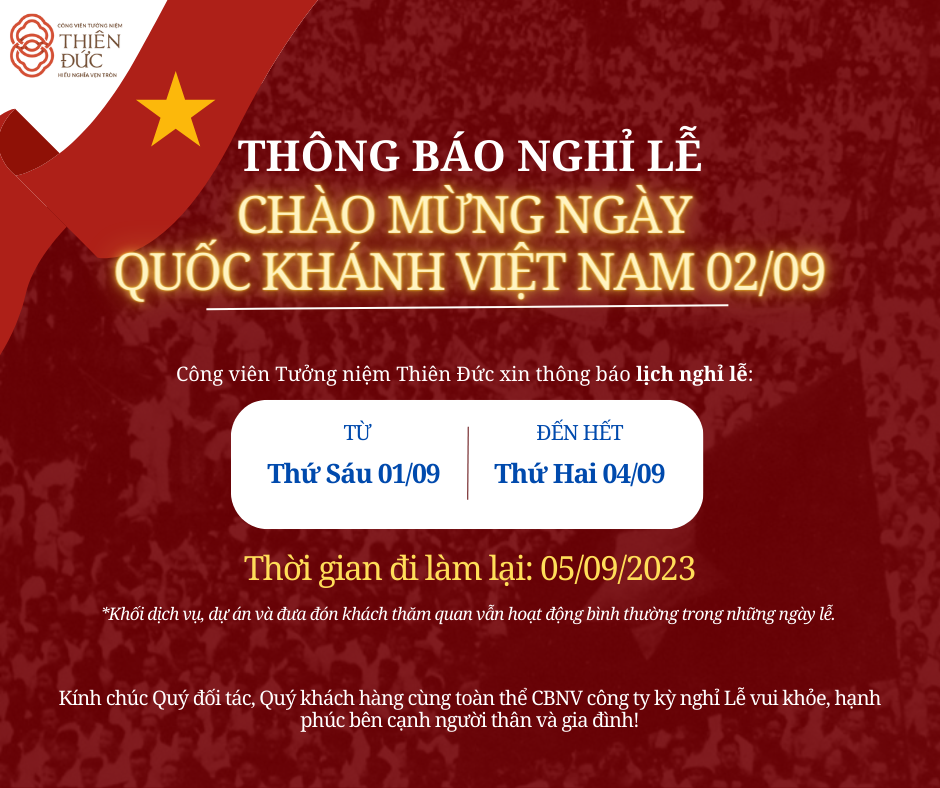 CÔNG VIÊN TƯỞNG NIỆM
THIÊN
ĐỨC
HIẾU NGHĨA VẸN TRÒN
THÔNG BÁO NGHỈ LỄ
CHÀO MỪNG NGÀY
QUỐC KHÁNH VIỆT NAM 02/09
Công viên Tưởng niệm Thiên Đức xin thông báo lịch nghỉ lễ:
TỪ
Thứ Sáu 01/09
ĐẾN HẾT
Thứ Hai 04/09
Thời gian đi làm lại: 05/09/2023
*Khối dịch vụ, dự án và đưa đón khách thăm quan vẫn hoạt động bình thường trong những ngày lễ.
Kính chúc Quý đối tác, Quý khách hàng cùng toàn thể CBNV công ty kỳ nghỉ Lễ vui khỏe, hạnh
phúc bên cạnh người thân và gia đình!